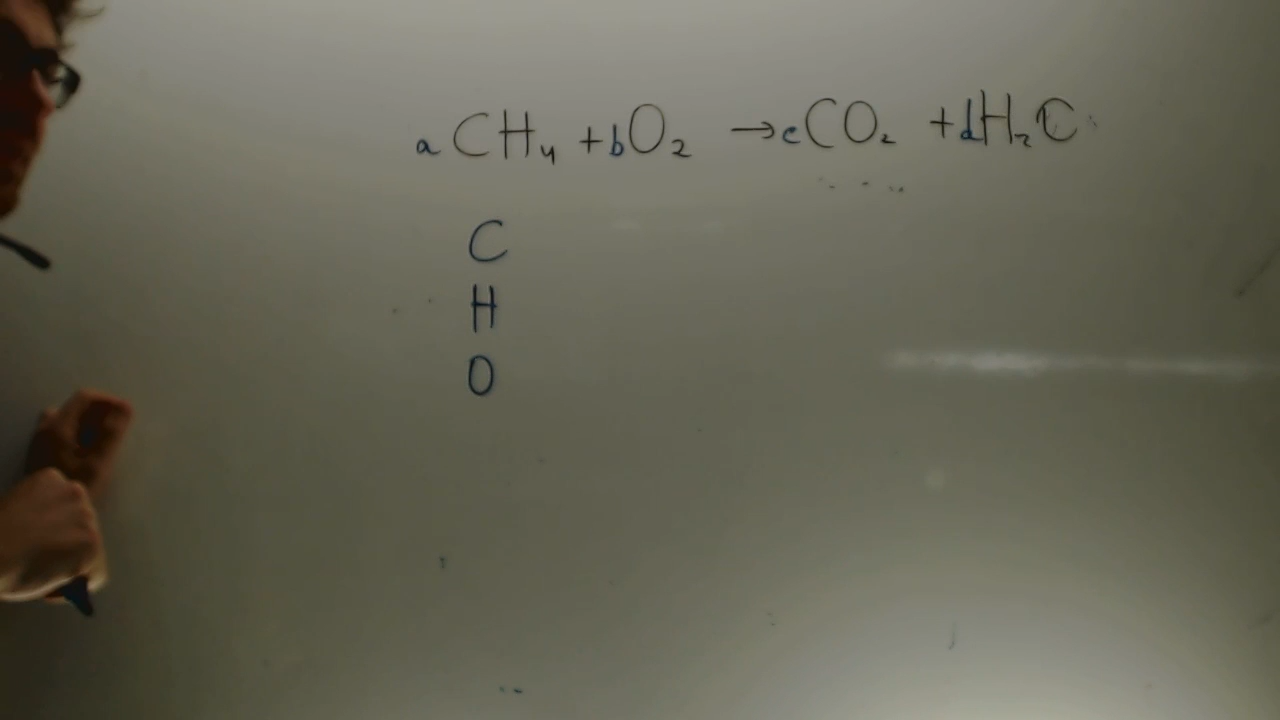 a CH₄ + b O₂ → c CO₂ + d H₂O
C
H
O